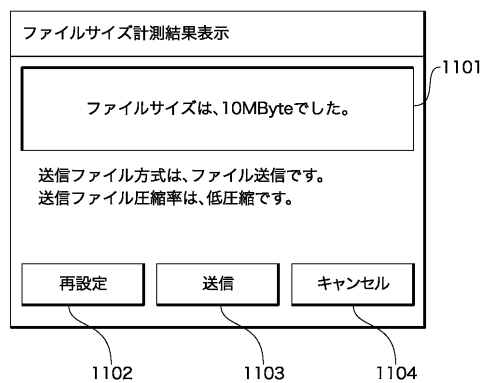 ファイルサイズ計測結果表示
1101
ファイルサイズは、10MByteでした。
送信ファイル方式は、ファイル送信です。
送信ファイル圧縮率は、低圧縮です。
再設定 送信 キャンセル
1102 1103 1104